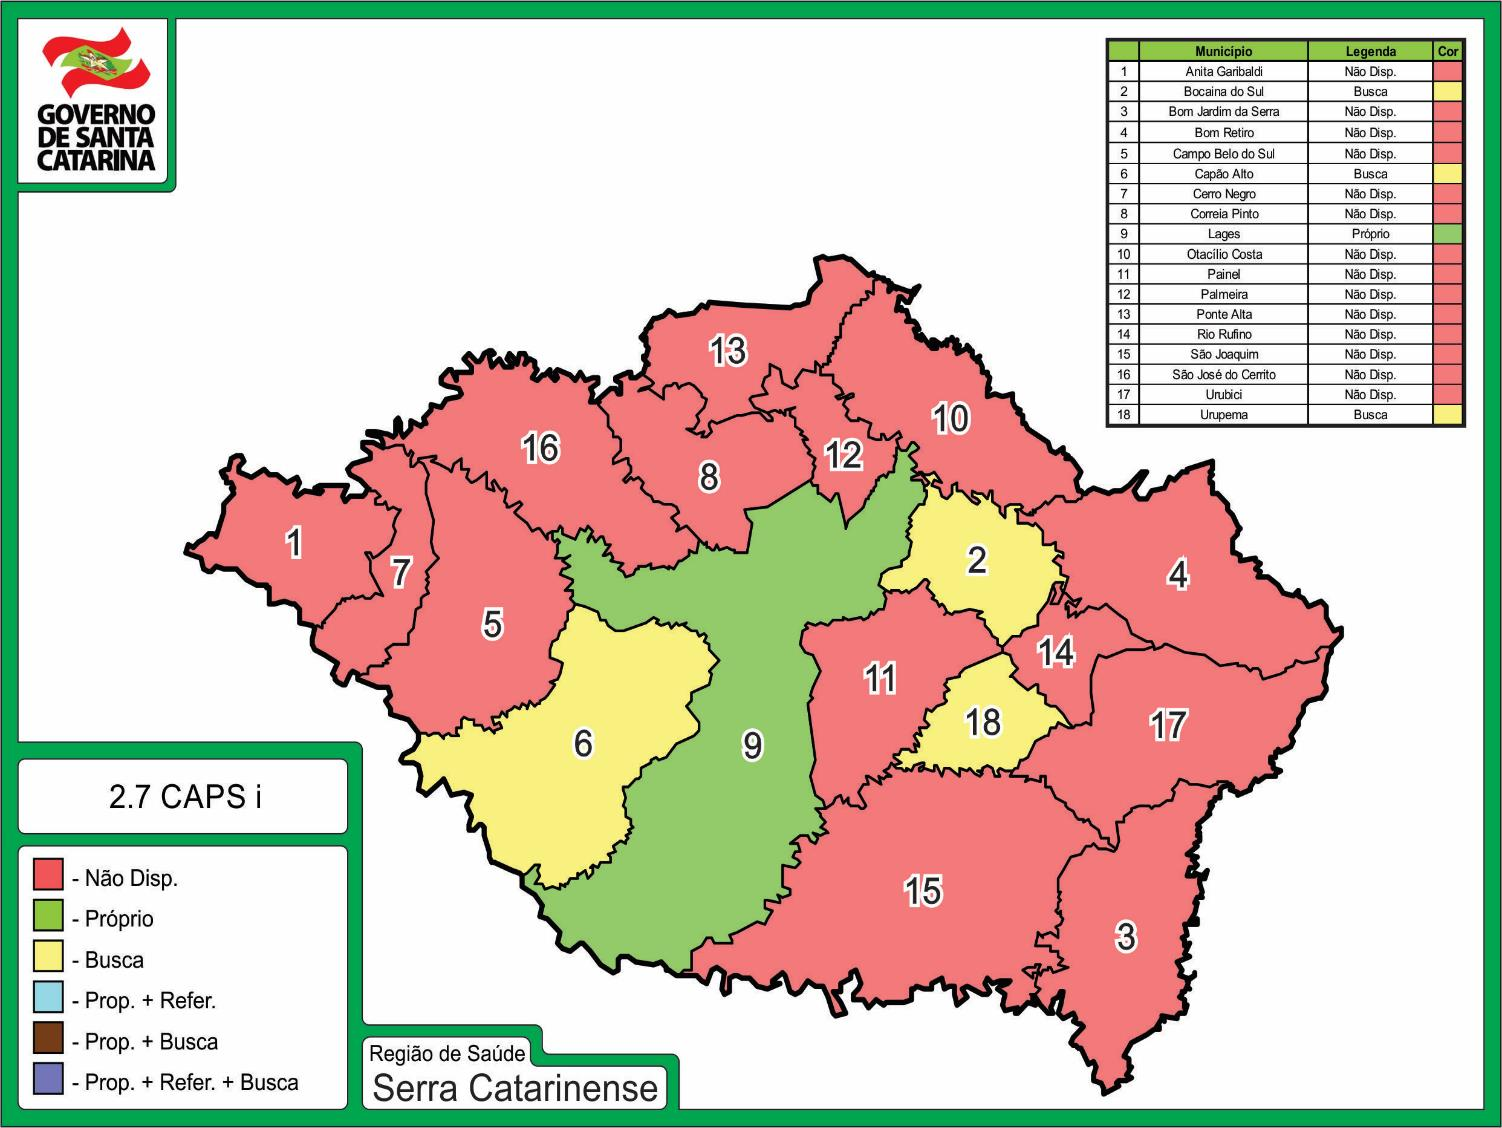 GOVERNO
DE SANTA
CATARINA
Município Legenda Cor
1 Anita Garibaldi Não Disp.
2 Bocaina do Sul Busca
3 Bom Jardim da Serra Não Disp.
4 Bom Retiro Não Disp.
5 Campo Belo do Sul Não Disp.
6 Capão Alto Busca
7 Cerro Negro Não Disp.
8 Correia Pinto Não Disp.
9 Lages Próprio
10 Otacílio Costa Não Disp.
11 Painel Não Disp.
12 Palmeira Não Disp.
13 Ponte Alta Não Disp.
14 Rio Rufino Não Disp.
15 São Joaquim Não Disp.
16 São José do Cerrito Não Disp.
17 Urubici Não Disp.
18 Urupema Busca
13
10
16
12
8
1
2
7
4
5
14
11
18
17
6
9
15
3
2.7 CAPS i
- Não Disp.
- Próprio
- Busca
- Prop. + Refer.
- Prop. + Busca
- Prop. + Refer. + Busca
Região de Saúde
Serra Catarinense